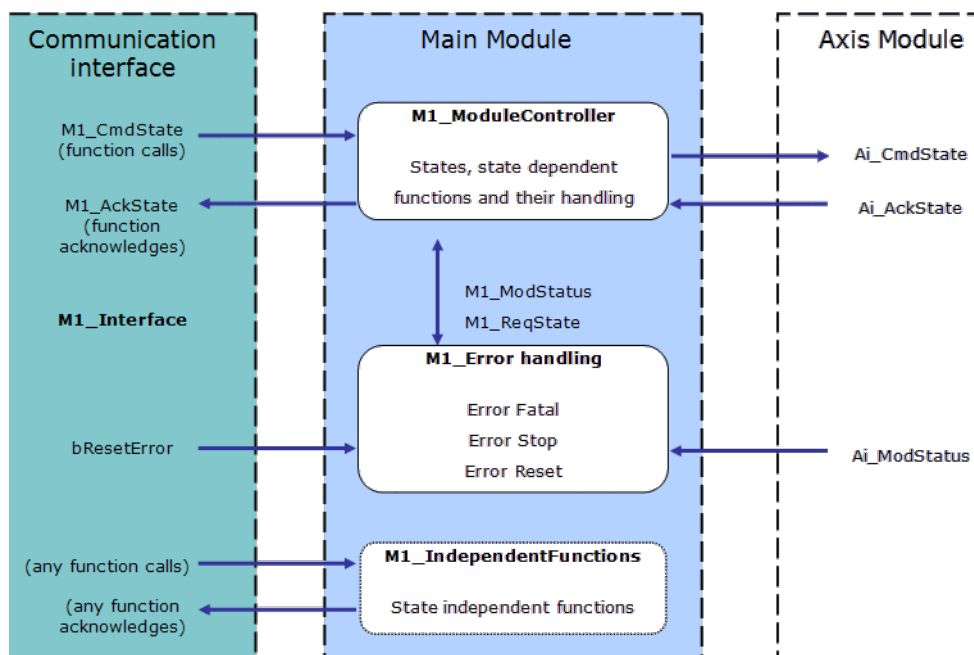 Communication
interface
M1_CmdState
(function calls)
M1_AckState
(function
acknowledges)
M1_Interface
bResetError
(any function calls)
(any function
acknowledges)
Main Module
M1_ModuleController
States, state dependent
functions and their handling
M1_ModStatus
M1_ReqState
M1_Error handling
Error Fatal
Error Stop
Error Reset
M1_IndependentFunctions
State independent functions
Axis Module
Ai_CmdState
Ai_AckState
Ai_ModStatus